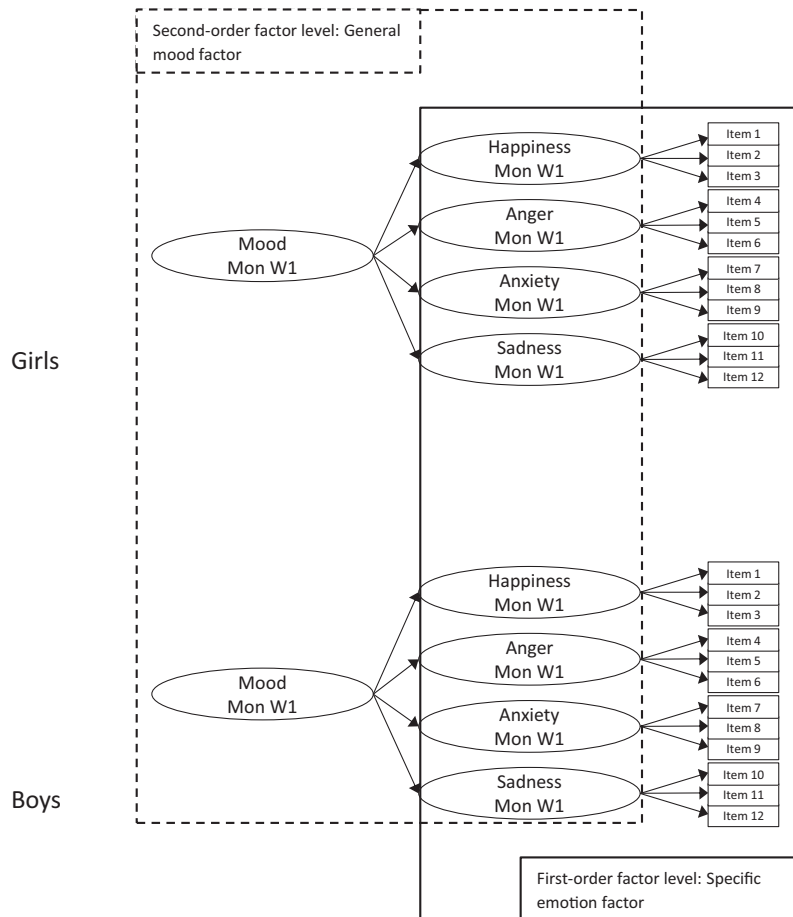 Second-order factor level: General
mood factor
Happiness
Mon W1
Item 1
Item 2
Item 3
Anger
Mon W1
Item 4
Item 5
Item 6
Mood
Mon W1
Anxiety
Mon W1
Item 7
Item 8
Item 9
Girls
Sadness
Mon W1
Item 10
Item 11
Item 12
Happiness
Mon W1
Item 1
Item 2
Item 3
Anger
Mon W1
Item 4
Item 5
Item 6
Mood
Mon W1
Anxiety
Mon W1
Item 7
Item 8
Item 9
Boys
Sadness
Mon W1
Item 10
Item 11
Item 12
First-order factor level: Specific
emotion factor